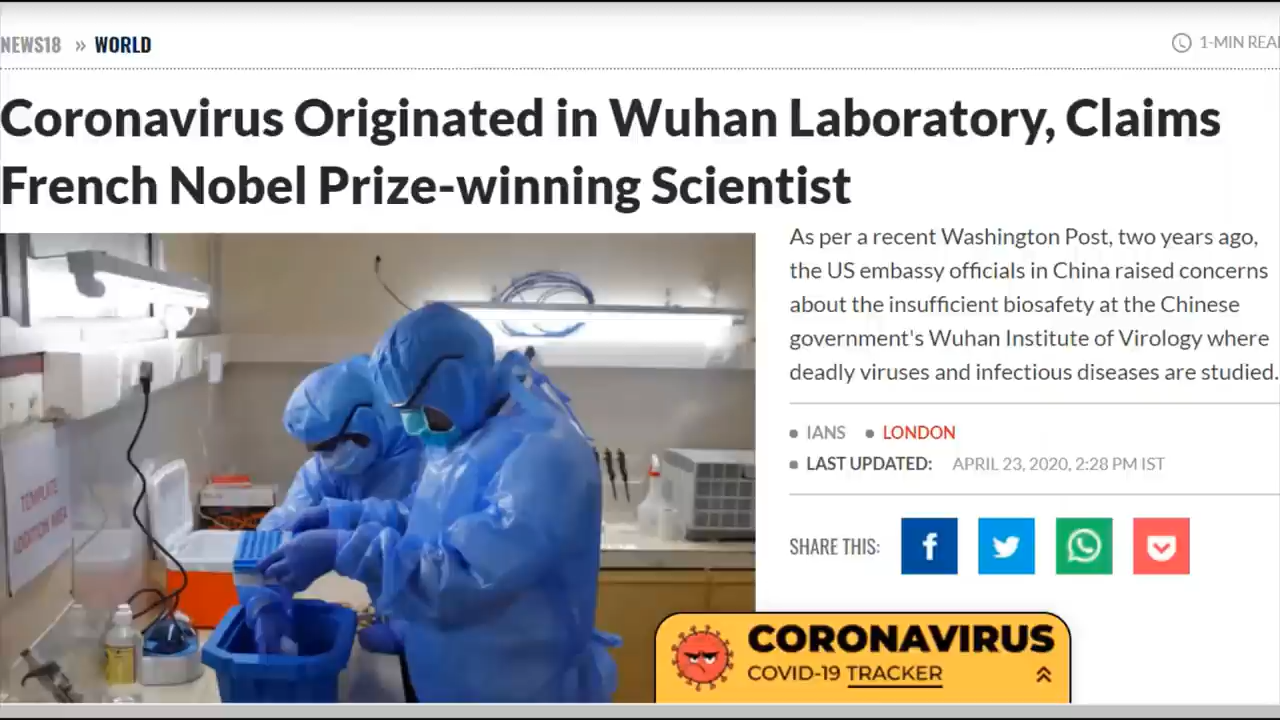 NEWS18 » WORLD
1-MIN REA
Coronavirus Originated in Wuhan Laboratory, Claims
French Nobel Prize-winning Scientist
As per a recent Washington Post, two years ago,
the US embassy officials in China raised concerns
about the insufficient biosafety at the Chinese
government's Wuhan Institute of Virology where
deadly viruses and infectious diseases are studied.
IANS LONDON
LAST UPDATED: APRIL 23, 2020, 2:28 PM IST
SHARE THIS:
TEMPLATE
ADDITION AREA
CORONAVIRUS
COVID-19 TRACKER